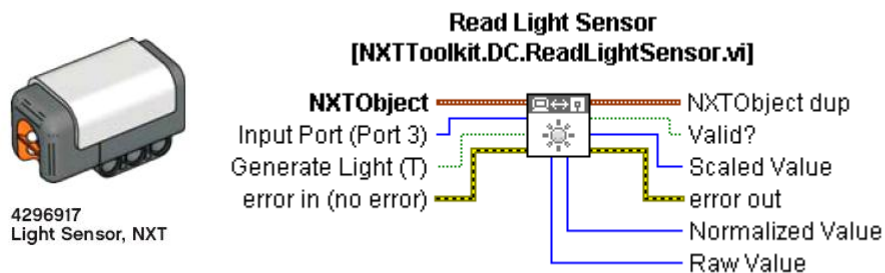 Read Light Sensor
[NXTToolkit.DC.ReadLightSensor.vi]
NXTObject
Input Port (Port 3)
Generate Light (T)
error in (no error)
NXTObject dup
Valid?
Scaled Value
error out
Normalized Value
Raw Value
4296917
Light Sensor, NXT